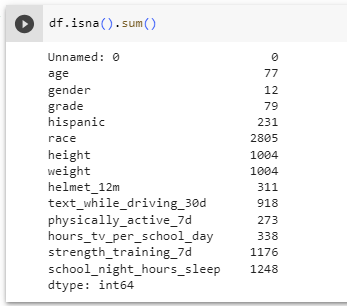 df.isna().sum()
Unnamed: 0 0
age 77
gender 12
grade 79
hispanic 231
race 2805
height 1004
weight 1004
helmet_12m 311
text_while_driving_30d 918
physically_active_7d 273
hours_tv_per_school_day 338
strength_training_7d 1176
school_night_hours_sleep 1248
dtype: int64